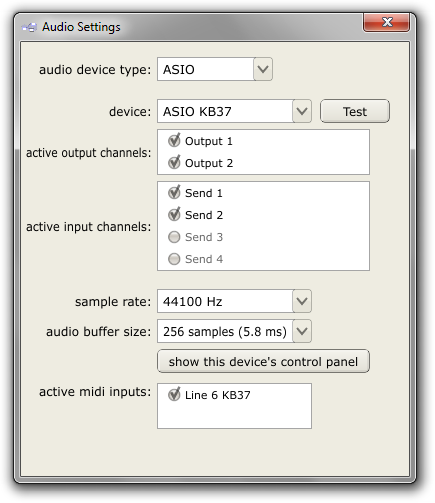 Audio Settings
audio device type: ASIO
device: ASIO KB37 Test
active output channels:
Output 1
Output 2
active input channels:
Send 1
Send 2
Send 3
Send 4
sample rate: 44100 Hz
audio buffer size: 256 samples (5.8 ms)
show this device's control panel
active midi inputs: Line 6 KB37